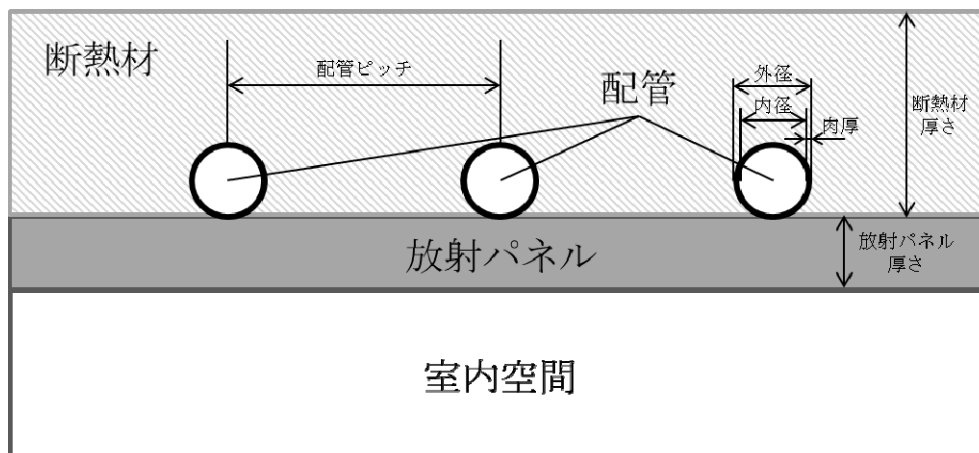 断熱材
配管ピッチ
配管
外径
内径
肉厚
断熱材
厚さ
放射パネル
放射パネル
厚さ
室内空間